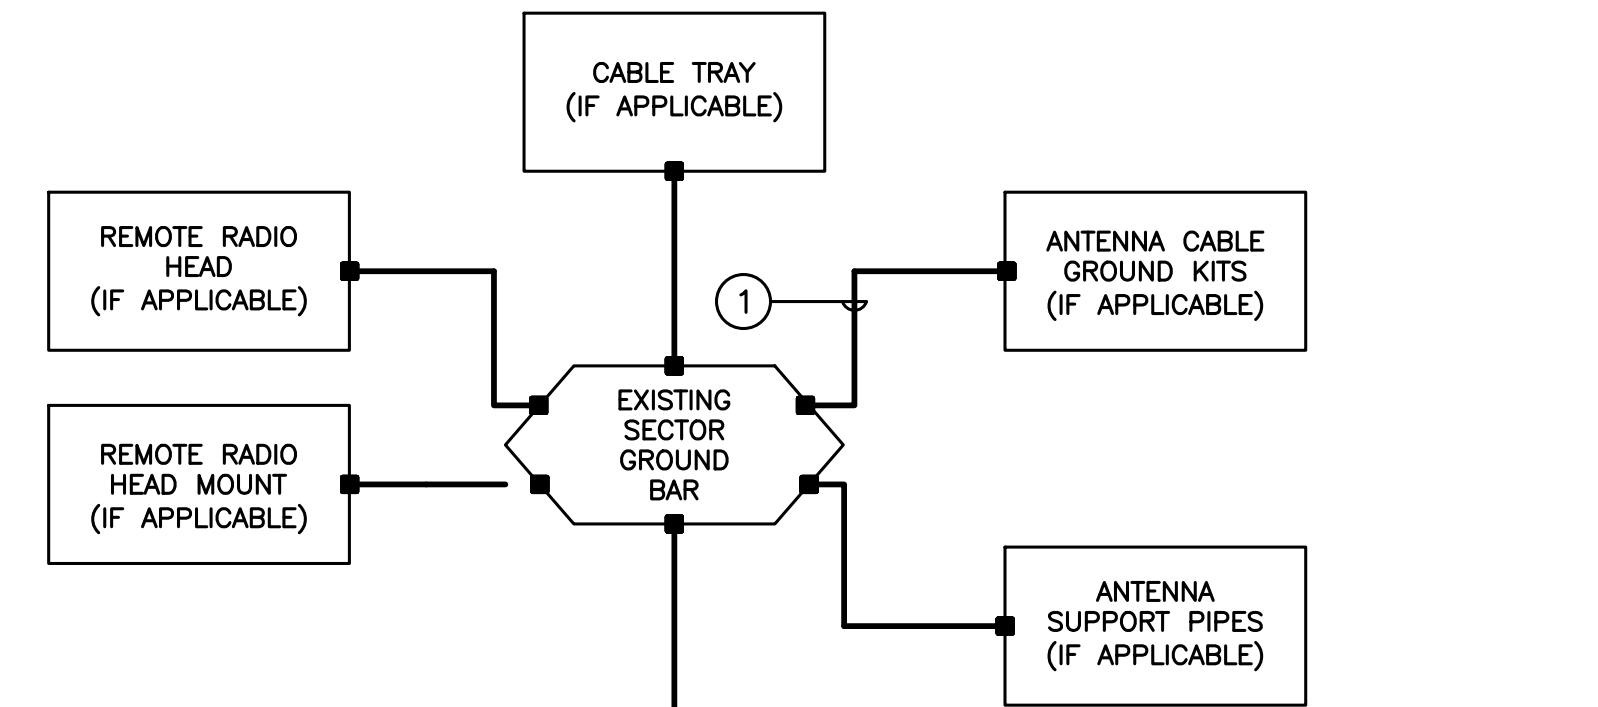 CABLE TRAY
(IF APPLICABLE)
REMOTE RADIO
HEAD
(IF APPLICABLE)
ANTENNA CABLE
GROUND KITS
(IF APPLICABLE)
1
EXISTING
SECTOR
GROUND
BAR
REMOTE RADIO
HEAD MOUNT
(IF APPLICABLE)
ANTENNA
SUPPORT PIPES
(IF APPLICABLE)